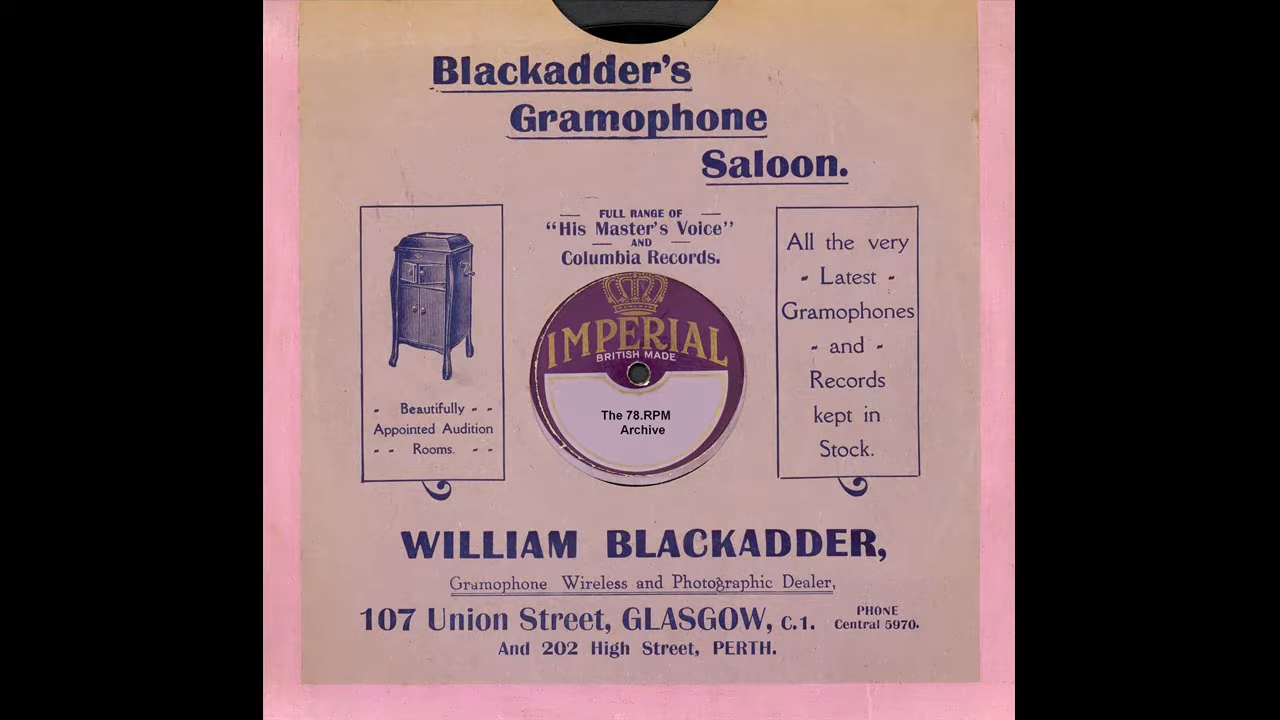 Blackadder's
Gramophone
Saloon.
FULL RANGE OF
"His Master's Voice"
AND
Columbia Records.
Beautifully - -
Appointed Audition
- - Rooms. - -
IMPERIAL
BRITISH MADE
The 78.RPM
Archive
All the very
- Latest -
Gramophones
- and -
Records
kept in
Stock.
WILLIAM BLACKADDER,
Gramophone Wireless and Photographic Dealer,
107 Union Street, GLASGOW, C.1.
PHONE
Central 5970.
And 202 High Street, PERTH.